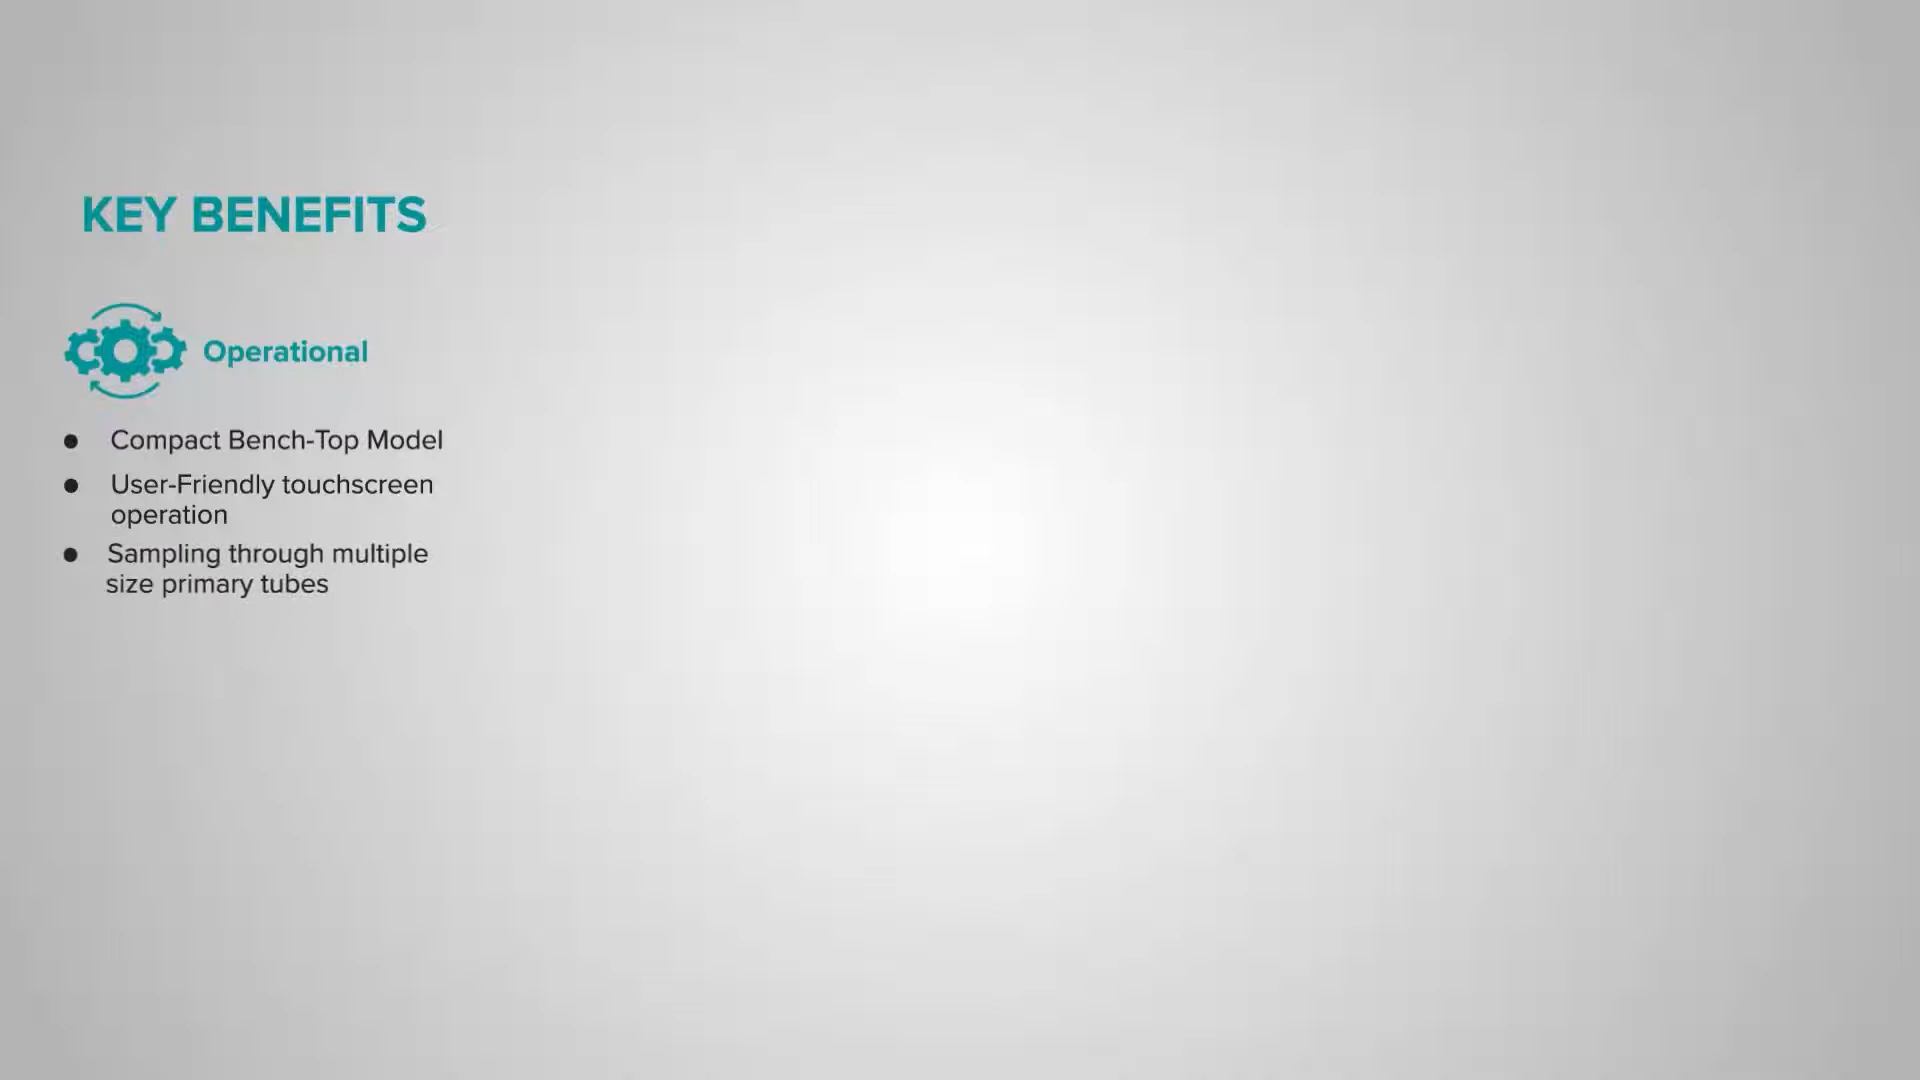 KEY BENEFITS
Operational
● Compact Bench-Top Model
● User-Friendly touchscreen
operation
● Sampling through multiple
size primary tubes